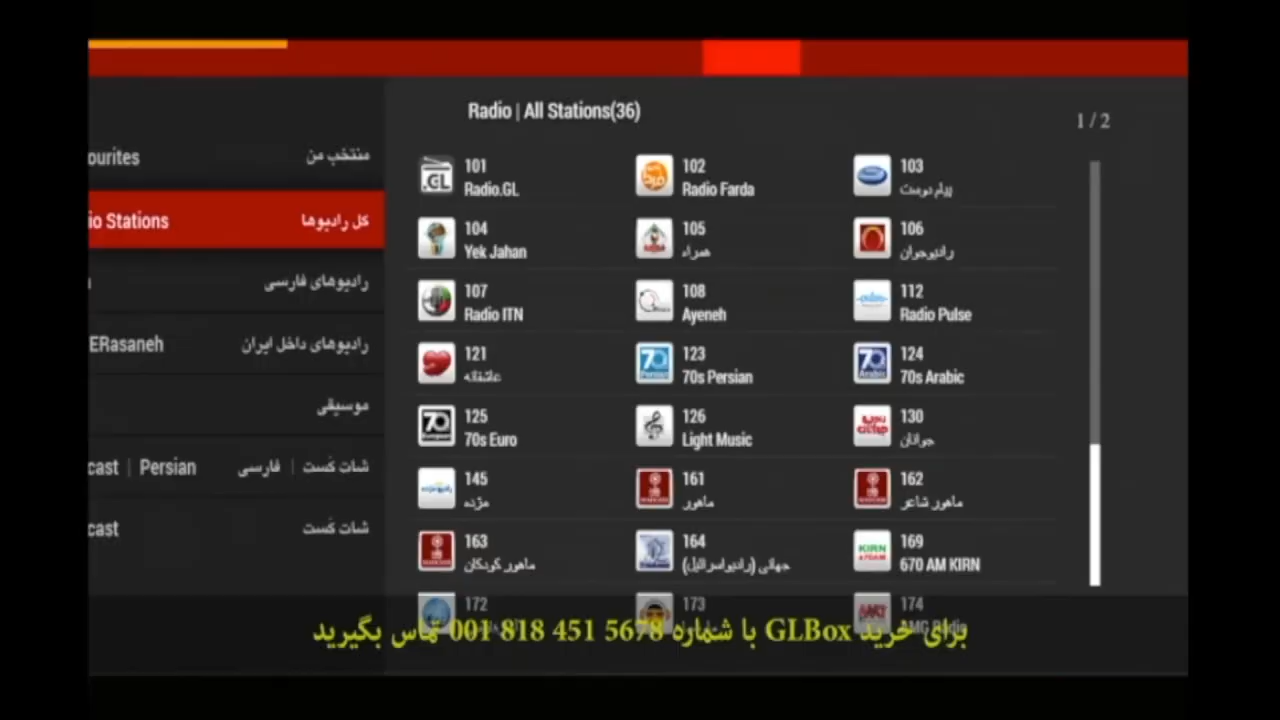 Radio | All Stations(36)
1 / 2
ourites منتخب من
io Stations کل رادیوها
رادیوهای فارسی
ERasaneh رادیوهای داخل ایران
موسیقی
cast | Persian شات کَست | فارسی
cast شات کَست
101 Radio.GL
102 Radio Farda
103 پیام دوست
104 Yek Jahan
105 همراه
106 رادیوجوان
107 Radio ITN
108 Ayeneh
112 Radio Pulse
121 عاشقانه
123 70s Persian
124 70s Arabic
125 70s Euro
126 Light Music
130 جوانان
145 مژده
161 ماهور
162 ماهور شاعر
163 ماهور کودکان
164 جهانی (رادیواسرائیل)
169 670 AM KIRN
172
173
174 AMG Radio
برای خرید GLBox با شماره 5678 451 818 001 تماس بگیرید